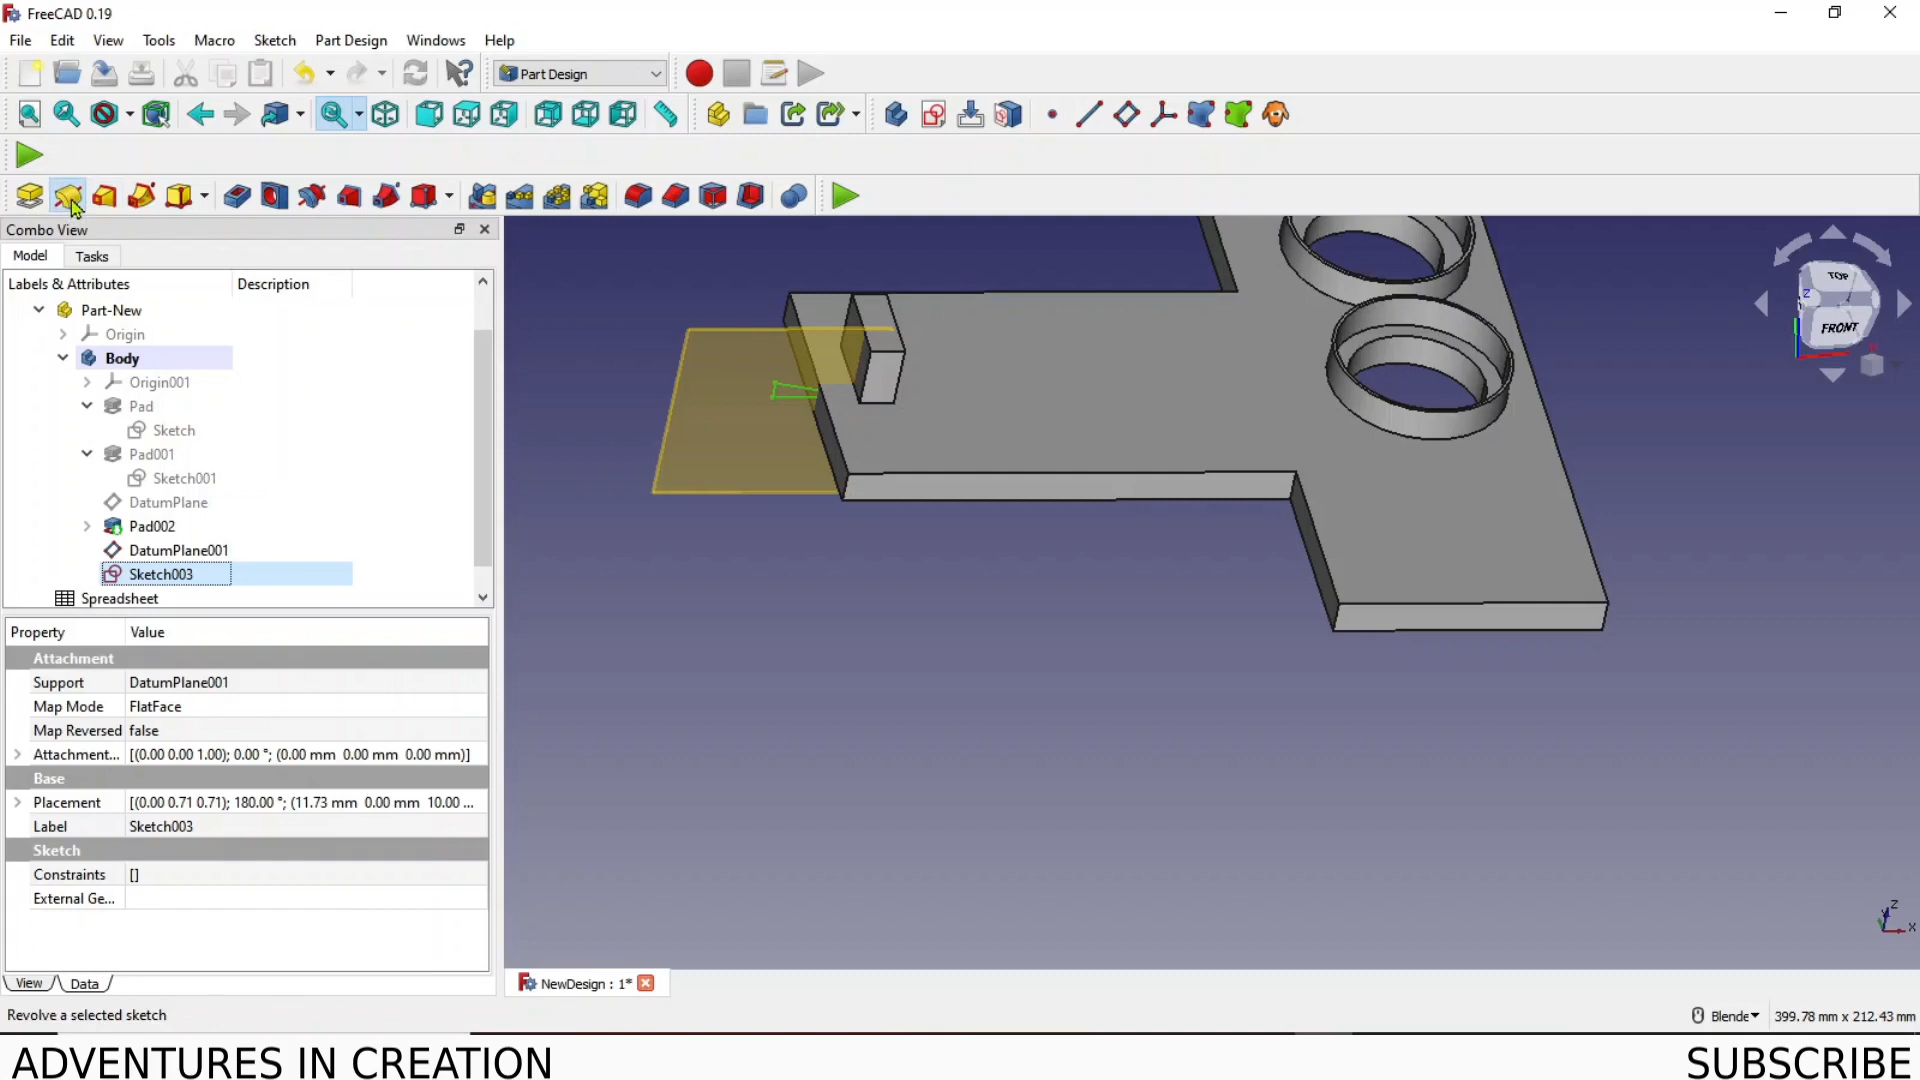 FreeCAD 0.19
File Edit View Tools Macro Sketch Part Design Windows Help
Part Design
Combo View
Model Tasks
Labels & Attributes Description
Part-New
Origin
Body
Origin001
Pad
Sketch
Pad001
Sketch001
DatumPlane
Pad002
DatumPlane001
Sketch003
Spreadsheet
Property Value
Attachment
Support DatumPlane001
Map Mode FlatFace
Map Reversed false
Attachment... [(0.00 0.00 1.00); 0.00 °; (0.00 mm 0.00 mm 0.00 mm)]
Base
Placement [(0.00 0.71 0.71); 180.00 °; (11.73 mm 0.00 mm 10.00 ...
Label Sketch003
Sketch
Constraints []
External Ge...
View Data
TOP
Z
FRONT
Z
X
NewDesign : 1*
Revolve a selected sketch
Blende
399.78 mm x 212.43 mm
ADVENTURES IN CREATION
SUBSCRIBE